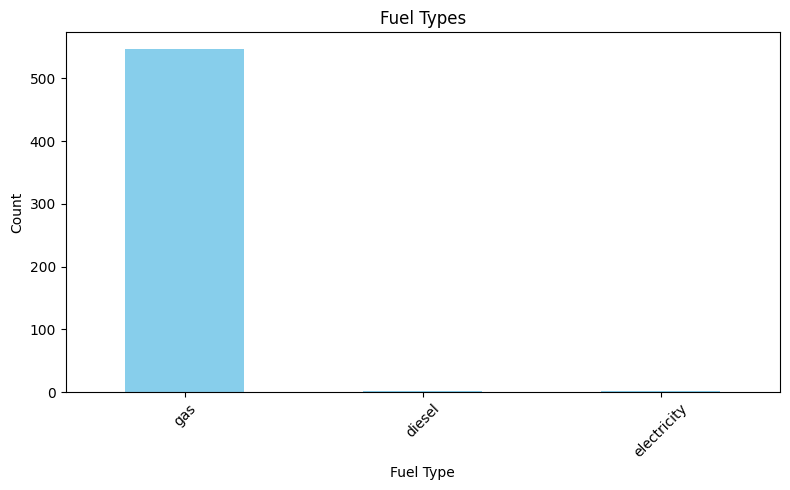 Fuel Types
Count
500
400
300
200
100
0
gas
diesel
electricity
Fuel Type